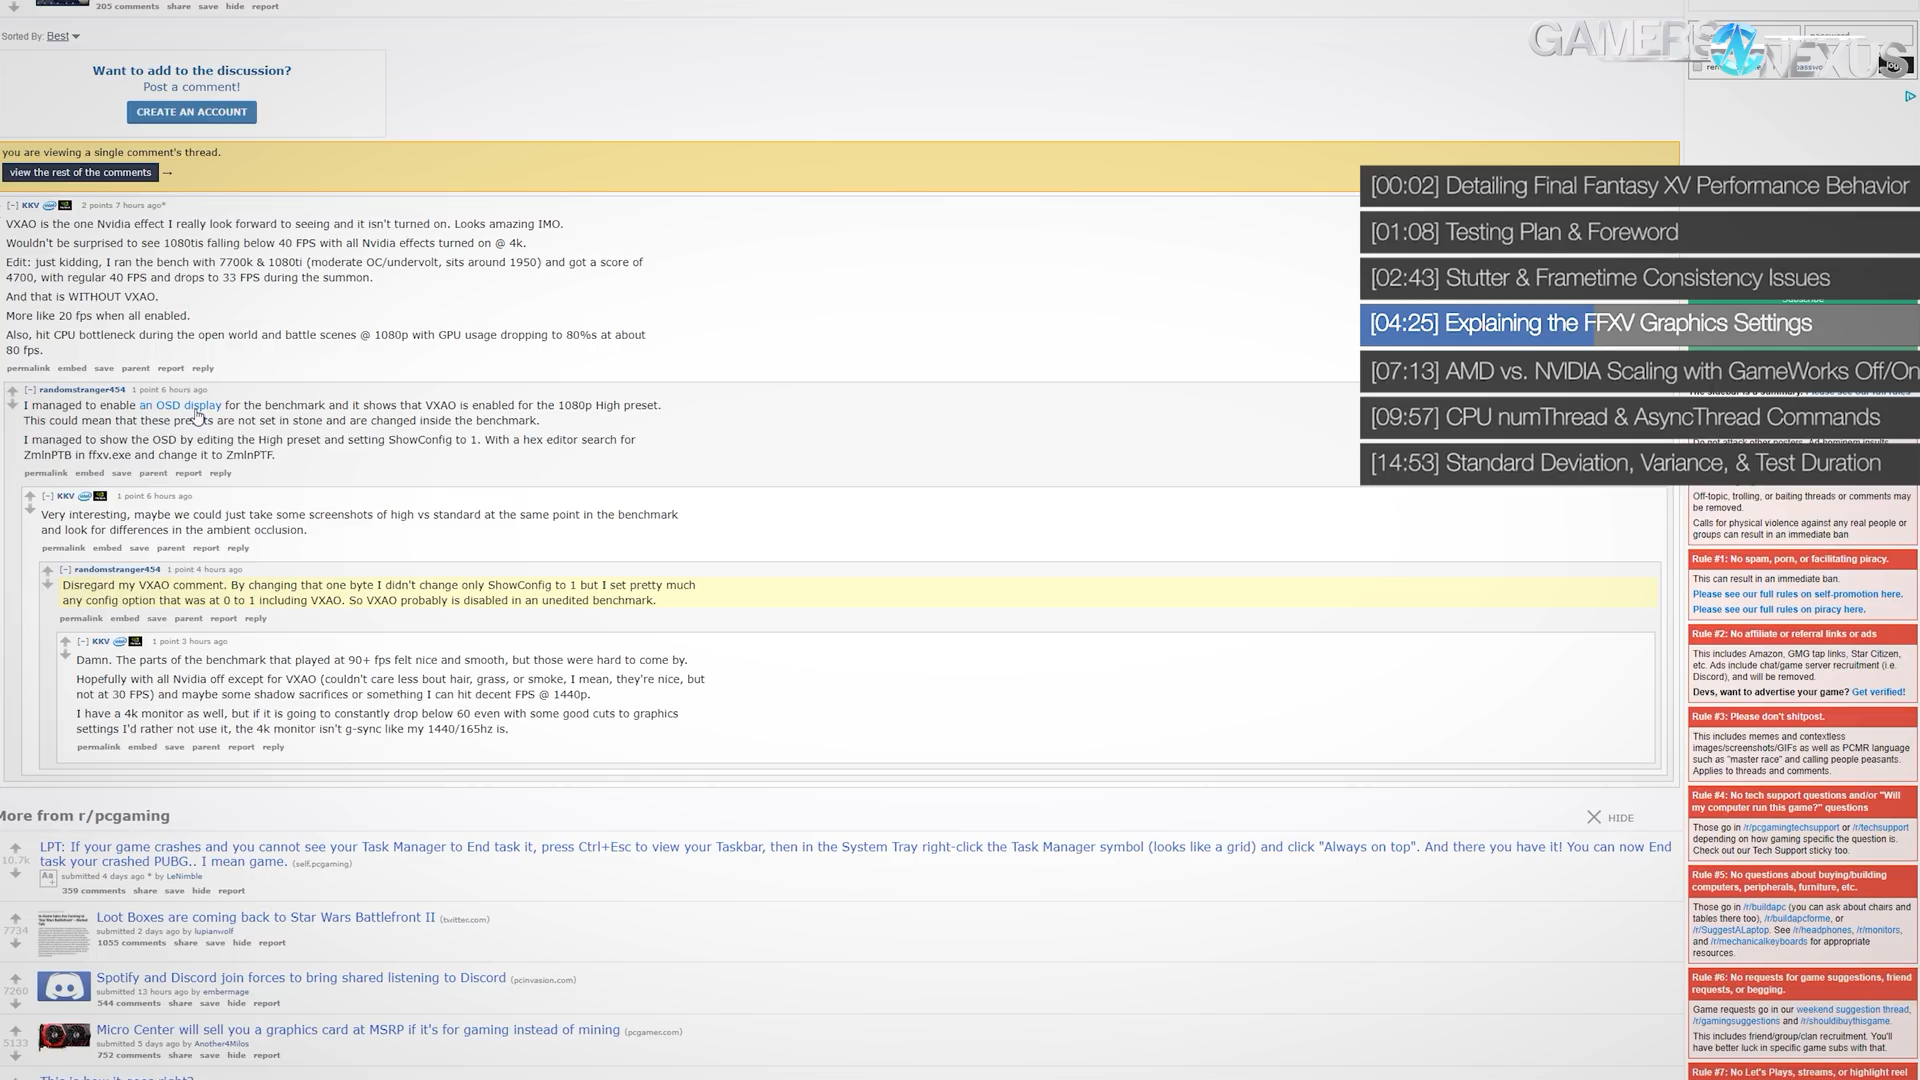 205 comments share save hide report
Sorted By: Best
Want to add to the discussion?
Post a comment!
CREATE AN ACCOUNT
you are viewing a single comment's thread.
view the rest of the comments →
[-] KKV 2 points 7 hours ago*
VXAO is the one Nvidia effect I really look forward to seeing and it isn't turned on. Looks amazing IMO.
Wouldn't be surprised to see 1080tis falling below 40 FPS with all Nvidia effects turned on @ 4k.
Edit: just kidding, I ran the bench with 7700k & 1080ti (moderate OC/undervolt, sits around 1950) and got a score of
4700, with regular 40 FPS and drops to 33 FPS during the summon.
And that is WITHOUT VXAO.
More like 20 fps when all enabled.
Also, hit CPU bottleneck during the open world and battle scenes @ 1080p with GPU usage dropping to 80%s at about
80 fps.
permalink embed save parent report reply
[-] randomstranger454 1 point 6 hours ago
I managed to enable an OSD display for the benchmark and it shows that VXAO is enabled for the 1080p High preset.
This could mean that these presets are not set in stone and are changed inside the benchmark.
I managed to show the OSD by editing the High preset and setting ShowConfig to 1. With a hex editor search for
ZmlnPTB in ffxv.exe and change it to ZmlnPTF.
permalink embed save parent report reply
[-] KKV 1 point 6 hours ago
Very interesting, maybe we could just take some screenshots of high vs standard at the same point in the benchmark
and look for differences in the ambient occlusion.
permalink embed save parent report reply
[-] randomstranger454 1 point 4 hours ago
Disregard my VXAO comment. By changing that one byte I didn't change only ShowConfig to 1 but I set pretty much
any config option that was at 0 to 1 including VXAO. So VXAO probably is disabled in an unedited benchmark.
permalink embed save parent report reply
[-] KKV 1 point 3 hours ago
Damn. The parts of the benchmark that played at 90+ fps felt nice and smooth, but those were hard to come by.
Hopefully with all Nvidia off except for VXAO (couldn't care less bout hair, grass, or smoke, I mean, they're nice, but
not at 30 FPS) and maybe some shadow sacrifices or something I can hit decent FPS @ 1440p.
I have a 4k monitor as well, but if it is going to constantly drop below 60 even with some good cuts to graphics
settings I'd rather not use it, the 4k monitor isn't g-sync like my 1440/165hz is.
permalink embed save parent report reply
More from r/pcgaming
HIDE
10.7k
LPT: If your game crashes and you cannot see your Task Manager to End task it, press Ctrl+Esc to view your Taskbar, then in the System Tray right-click the Task Manager symbol (looks like a grid) and click "Always on top". And there you have it! You can now End
task your crashed PUBG.. I mean game. (self.pcgaming)
Aa
submitted 4 days ago * by LeNimble
359 comments share save hide report
7734
Loot Boxes are coming back to Star Wars Battlefront II (twitter.com)
submitted 2 days ago by lupianwolf
1055 comments share save hide report
7260
Spotify and Discord join forces to bring shared listening to Discord (pcinvasion.com)
submitted 13 hours ago by embermage
544 comments share save hide report
5133
Micro Center will sell you a graphics card at MSRP if it's for gaming instead of mining (pcgamer.com)
submitted 5 days ago by Another4Milos
752 comments share save hide report
GAMERS NEXUS
[00:02] Detailing Final Fantasy XV Performance Behavior
[01:08] Testing Plan & Foreword
[02:43] Stutter & Frametime Consistency Issues
[04:25] Explaining the FFXV Graphics Settings
[07:13] AMD vs. NVIDIA Scaling with GameWorks Off/On
[09:57] CPU numThread & AsyncThread Commands
[14:53] Standard Deviation, Variance, & Test Duration
Off-topic, trolling, or baiting threads or comments may
be removed.
Calls for physical violence against any real people or
groups can result in an immediate ban
Rule #1: No spam, porn, or facilitating piracy.
This can result in an immediate ban.
Please see our full rules on self-promotion here.
Please see our full rules on piracy here.
Rule #2: No affiliate or referral links or ads
This includes Amazon, GMG tap links, Star Citizen,
etc. Ads include chat/game server recruitment (i.e.
Discord), and will be removed.
Devs, want to advertise your game? Get verified!
Rule #3: Please don't shitpost.
This includes memes and contextless
images/screenshots/GIFs as well as PCMR language
such as "master race" and calling people peasants.
Applies to threads and comments.
Rule #4: No tech support questions and/or "Will
my computer run this game?" questions
Those go in /r/pcgamingtechsupport or /r/techsupport
depending on how gaming specific the question is.
Check out our Tech Support sticky too.
Rule #5: No questions about buying/building
computers, peripherals, furniture, etc.
Those go in /r/buildapc (you can ask about chairs and
tables there too), /r/buildapcforme, or
/r/SuggestALaptop. See /r/headphones, /r/monitors,
and /r/mechanicalkeyboards for appropriate
resources.
Rule #6: No requests for game suggestions, friend
requests, or begging.
Game requests go in our weekend suggestion thread,
/r/gamingsuggestions and /r/shouldibuythisgame.
This includes friend/group/clan recruitment. You'll
have better luck in specific game subs with that.
Rule #7: No Let's Plays, streams, or highlight reel